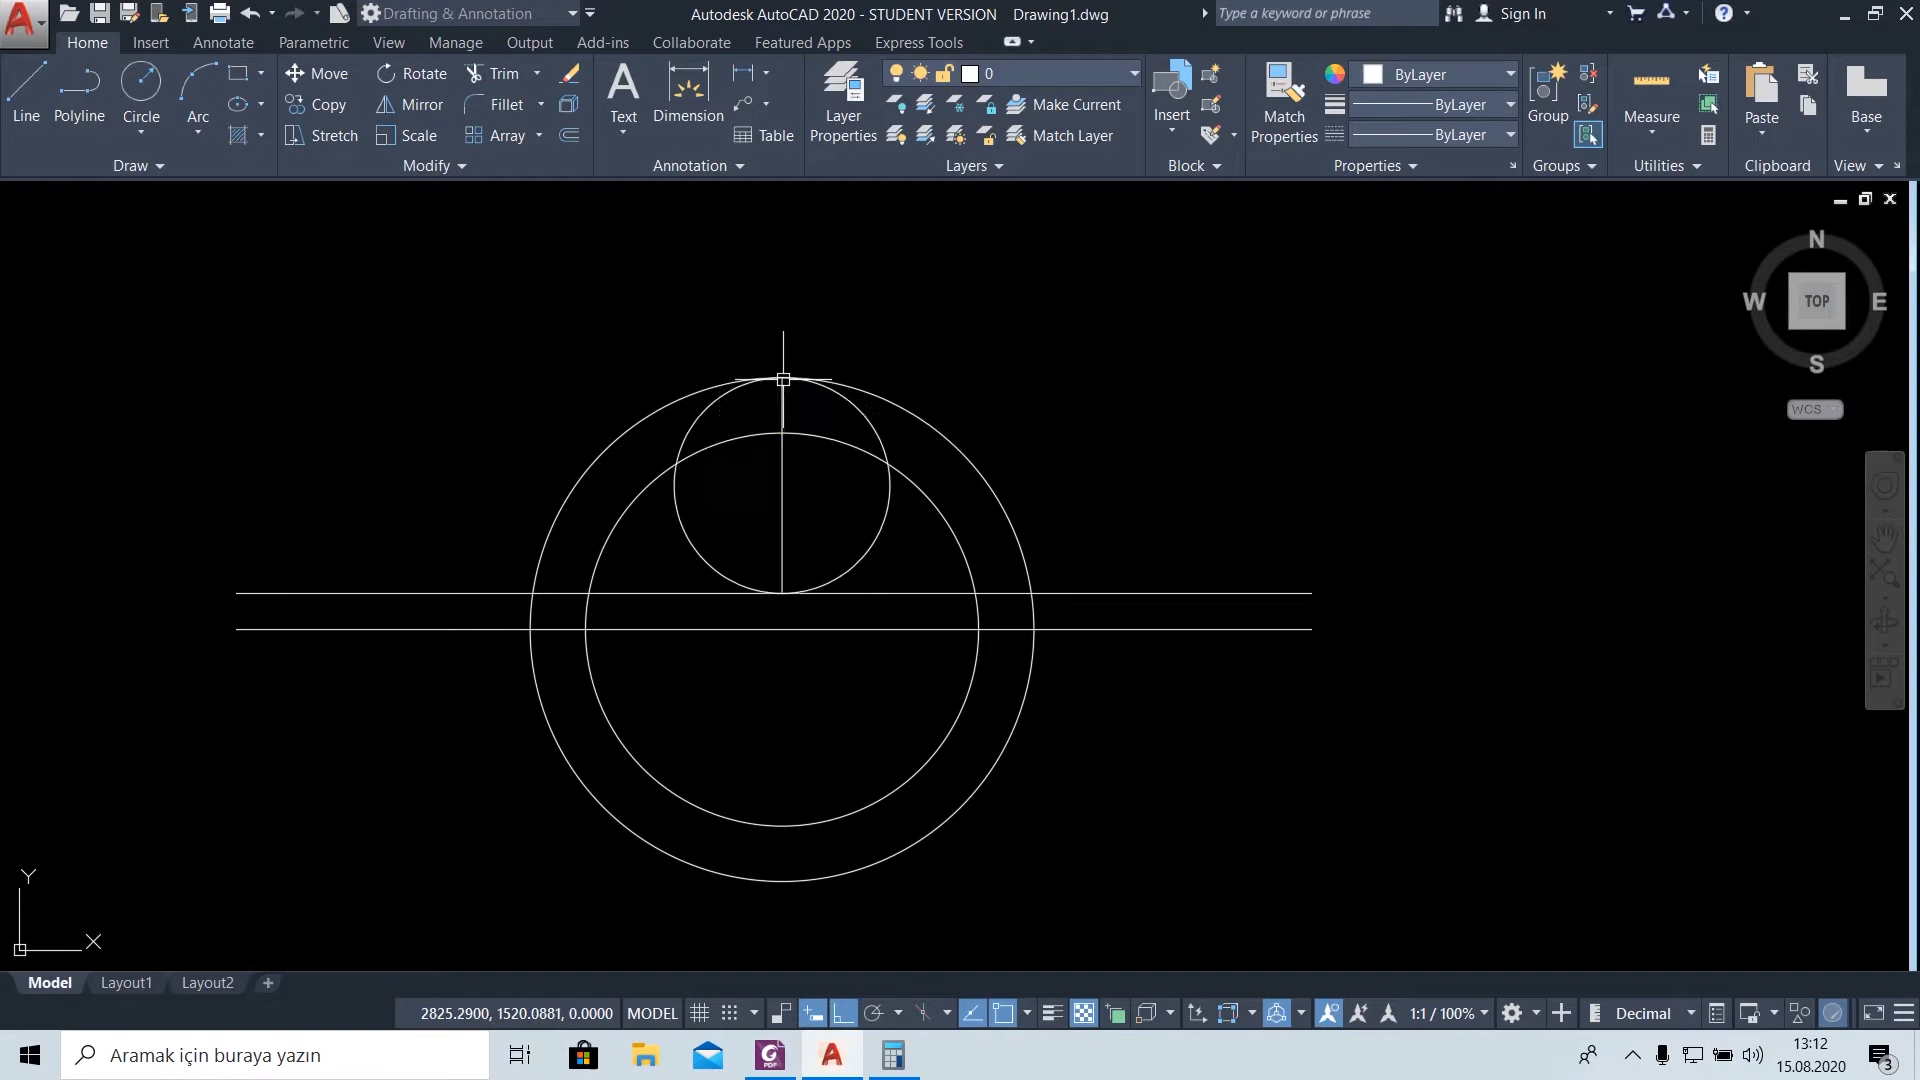 Drafting & Annotation
Autodesk AutoCAD 2020 - STUDENT VERSION Drawing1.dwg
Type a keyword or phrase
Sign In
Home Insert Annotate Parametric View Manage Output Add-ins Collaborate Featured Apps Express Tools
Line
Polyline
Circle
Arc
Move
Rotate
Trim
Copy
Mirror
Fillet
Stretch
Scale
Array
Text
Dimension
Table
Layer
Properties
0
Make Current
Match Layer
Insert
Match
Properties
ByLayer
ByLayer
ByLayer
Group
Measure
Paste
Base
Draw
Modify
Annotation
Layers
Block
Properties
Groups
Utilities
Clipboard
View
N
W
TOP
E
S
WCS
Y
X
Model Layout1 Layout2
2825.2900, 1520.0881, 0.0000 MODEL
1:1 / 100%
Decimal
Aramak için buraya yazın
PDF
13:12
15.08.2020
3